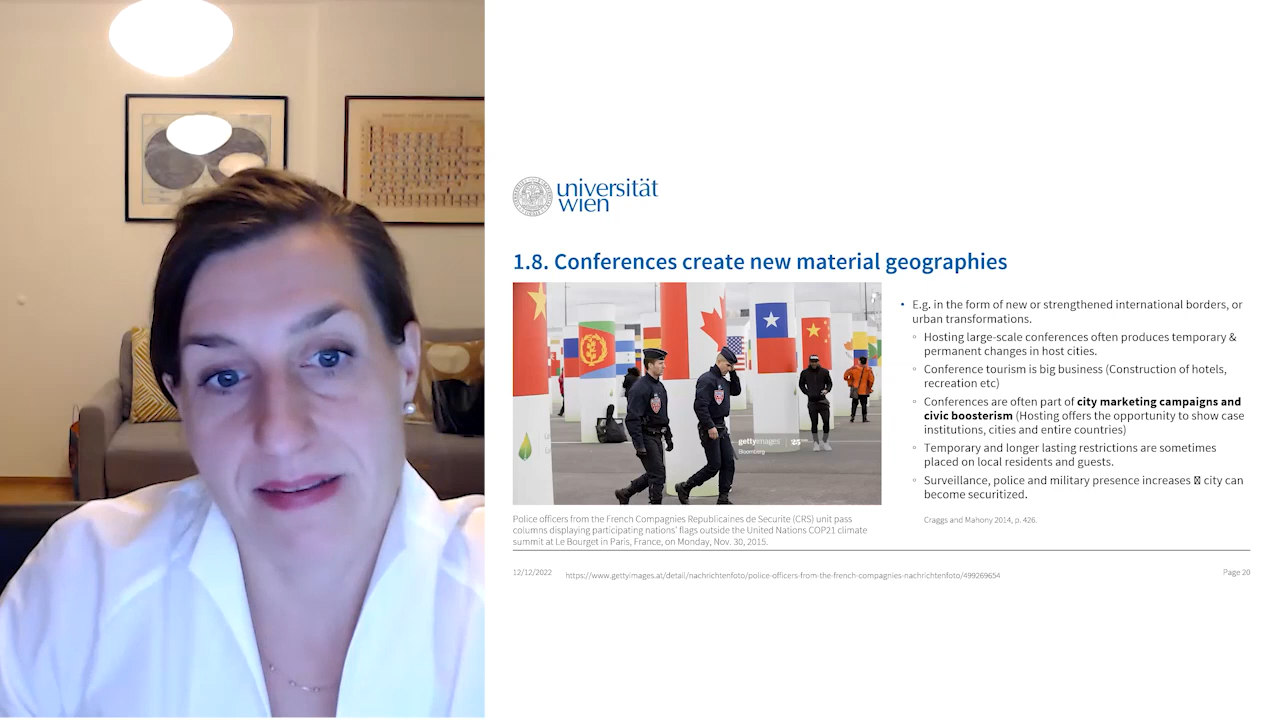 universität
wien
1.8. Conferences create new material geographies
gettyimages
Bloomberg
Police officers from the French Compagnies Republicaines de Securite (CRS) unit pass
columns displaying participating nations' flags outside the United Nations COP21 climate
summit at Le Bourget in Paris, France, on Monday, Nov. 30, 2015.
• E.g. in the form of new or strengthened international borders, or
urban transformations.
▫ Hosting large-scale conferences often produces temporary &
permanent changes in host cities.
▫ Conference tourism is big business (Construction of hotels,
recreation etc)
▫ Conferences are often part of city marketing campaigns and
civic boosterism (Hosting offers the opportunity to show case
institutions, cities and entire countries)
▫ Temporary and longer lasting restrictions are sometimes
placed on local residents and guests.
▫ Surveillance, police and military presence increases  city can
become securitized.
Craggs and Mahony 2014, p. 426.
12/12/2022
https://www.gettyimages.at/detail/nachrichtenfoto/police-officers-from-the-french-compagnies-nachrichtenfoto/499269654
Page 20